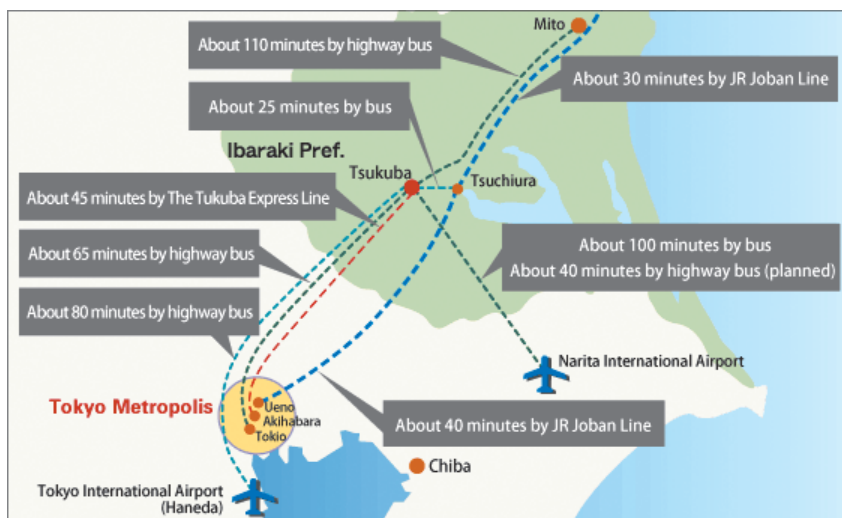 Mito
About 110 minutes by highway bus
About 30 minutes by JR Joban Line
About 25 minutes by bus
Ibaraki Pref.
Tsukuba
Tsuchiura
About 45 minutes by The Tukuba Express Line
About 65 minutes by highway bus
About 100 minutes by bus
About 40 minutes by highway bus (planned)
About 80 minutes by highway bus
Narita International Airport
Tokyo Metropolis
Ueno
Akihabara
Tokio
About 40 minutes by JR Joban Line
Chiba
Tokyo International Airport
(Haneda)